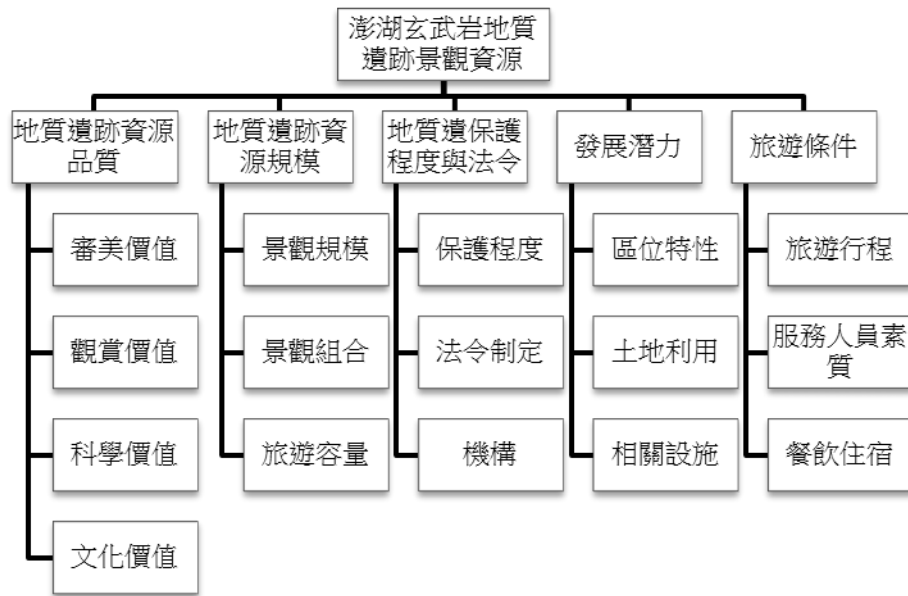 澎湖玄武岩地質
遺跡景觀資源
地質遺跡資源
品質
地質遺跡資
源規模
地質遺保護
程度與法令
發展潛力
旅遊條件
審美價值
景觀規模
保護程度
區位特性
旅遊行程
觀賞價值
景觀組合
法令制定
土地利用
服務人員素
質
科學價值
旅遊容量
機構
相關設施
餐飲住宿
文化價值